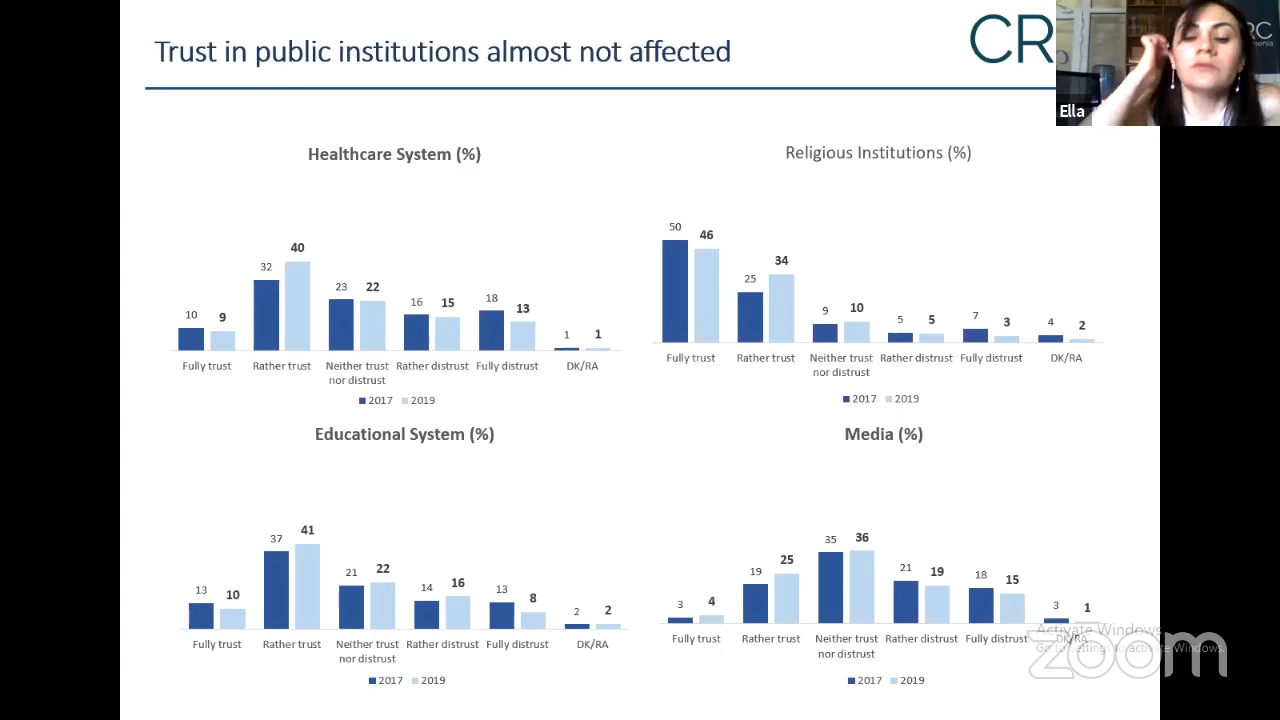 Trust in public institutions almost not affected
CR
RC
Ella
Healthcare System (%)
10 9 32 40 23 22 16 15 18 13 1 1
Fully trust Rather trust Neither trust nor distrust Rather distrust Fully distrust DK/RA
2017 2019
Religious Institutions (%)
50 46 25 34 9 10 5 5 7 3 4 2
Fully trust Rather trust Neither trust nor distrust Rather distrust Fully distrust DK/RA
2017 2019
Educational System (%)
13 10 37 41 21 22 14 16 13 8 2 2
Fully trust Rather trust Neither trust nor distrust Rather distrust Fully distrust DK/RA
2017 2019
Media (%)
3 4 19 25 35 36 21 19 18 15 3 1
Fully trust Rather trust Neither trust nor distrust Rather distrust Fully distrust DK/RA
2017 2019
Activate Windows
Go to Settings to activate Windows.
zoom